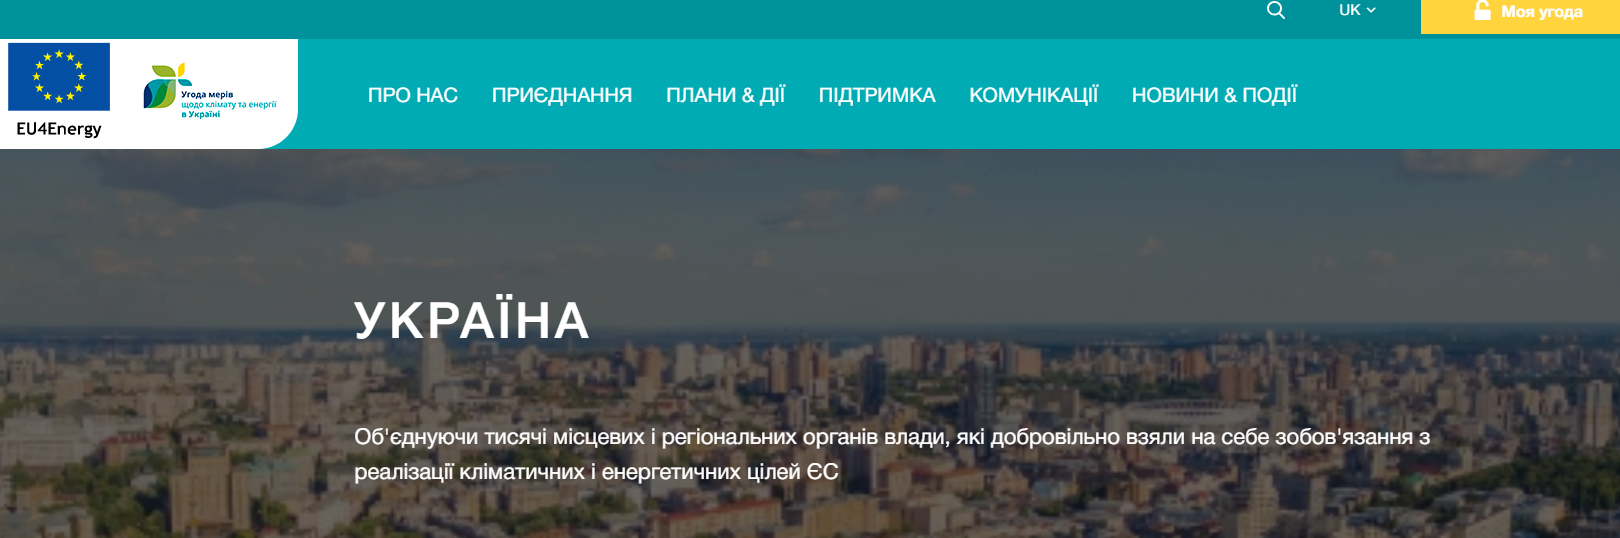 UK
Моя угода
EU4Energy
Угода мерів
щодо клімату та енергії
в Україні
ПРО НАС ПРИЄДНАННЯ ПЛАНИ & ДІЇ ПІДТРИМКА КОМУНІКАЦІЇ НОВИНИ & ПОДІЇ
УКРАЇНА
Об'єднуючи тисячі місцевих і регіональних органів влади, які добровільно взяли на себе зобов'язання з
реалізації кліматичних і енергетичних цілей ЄС